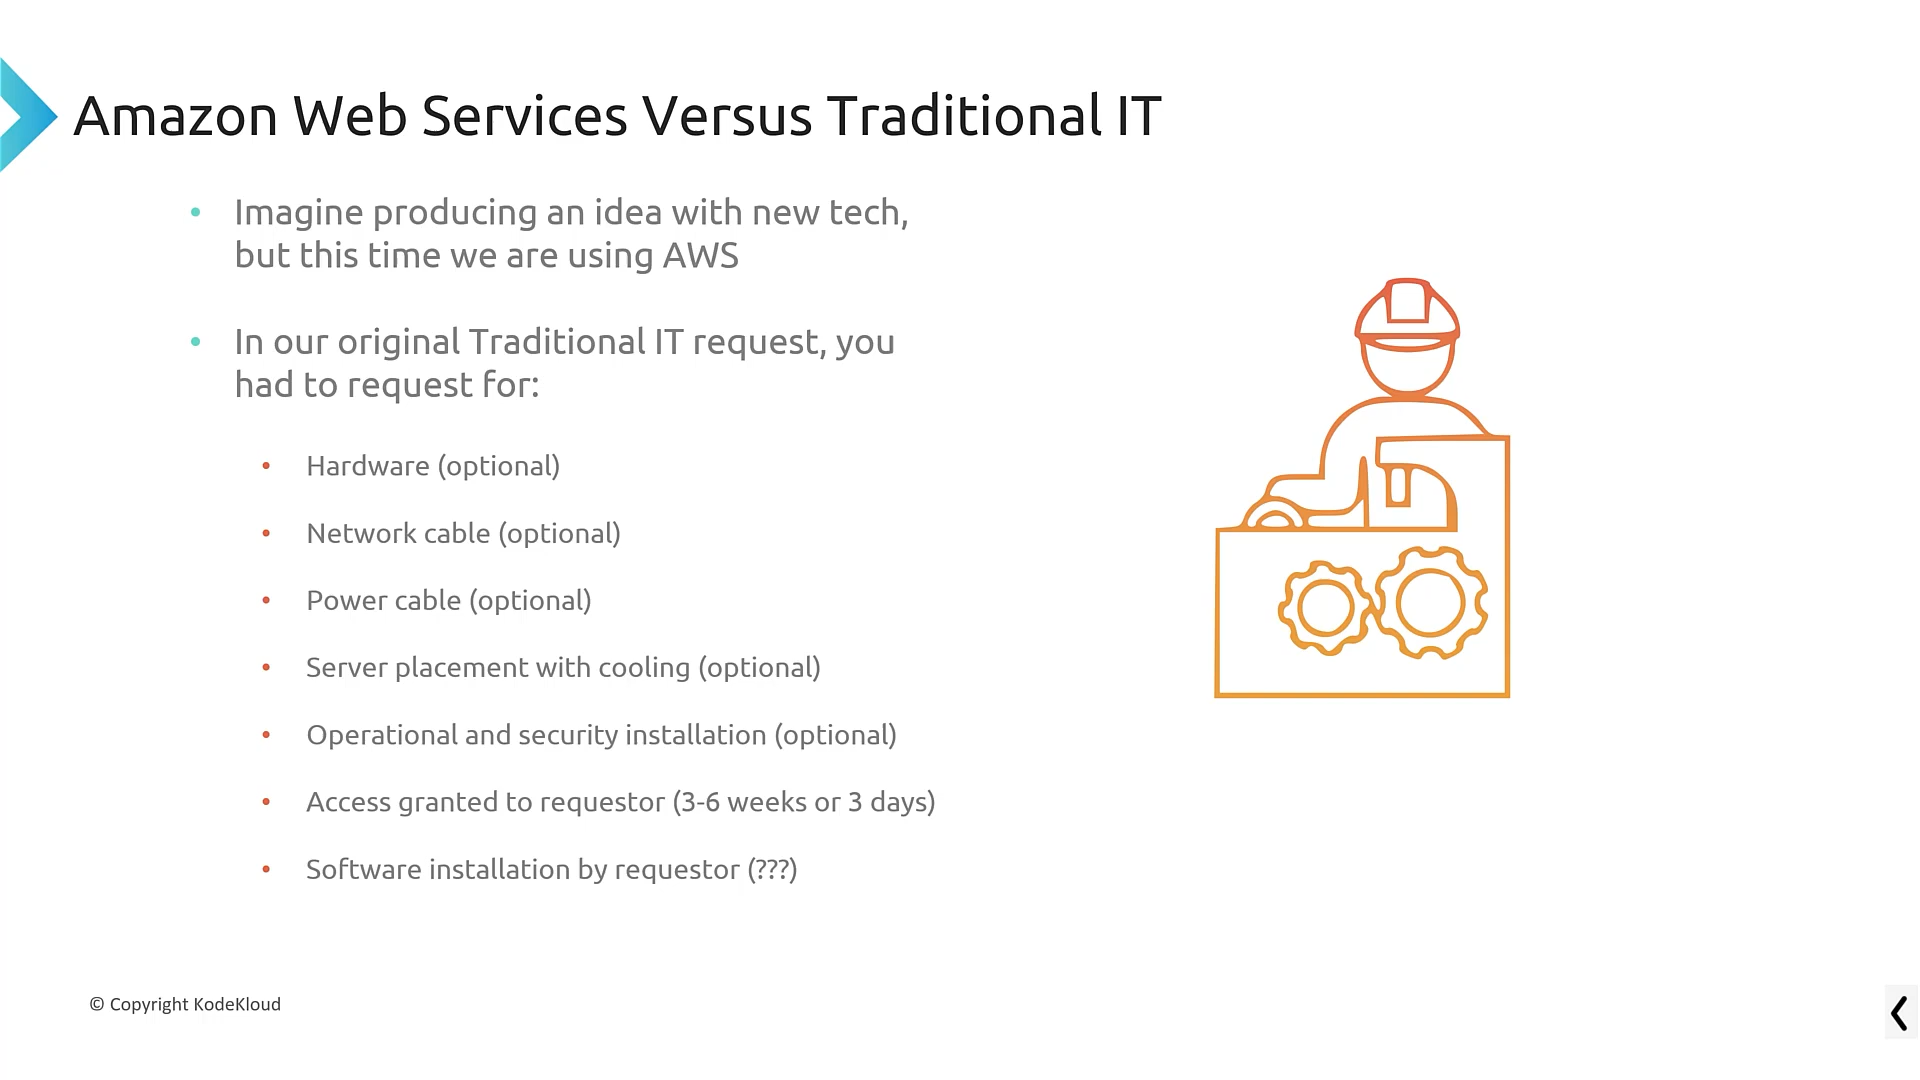 Amazon Web Services Versus Traditional IT
• Imagine producing an idea with new tech,
but this time we are using AWS
• In our original Traditional IT request, you
had to request for:
• Hardware (optional)
• Network cable (optional)
• Power cable (optional)
• Server placement with cooling (optional)
• Operational and security installation (optional)
• Access granted to requestor (3-6 weeks or 3 days)
• Software installation by requestor (???)
© Copyright KodeKloud